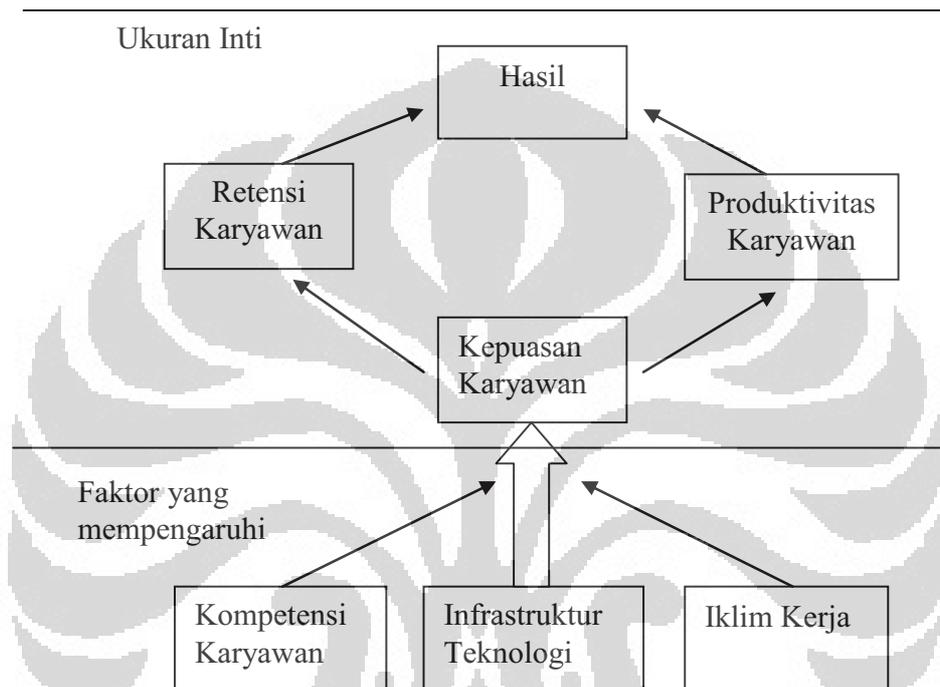 Ukuran Inti
Hasil
Retensi
Karyawan
Produktivitas
Karyawan
Kepuasan
Karyawan
Faktor yang
mempengaruhi
Kompetensi
Karyawan
Infrastruktur
Teknologi
Iklim Kerja